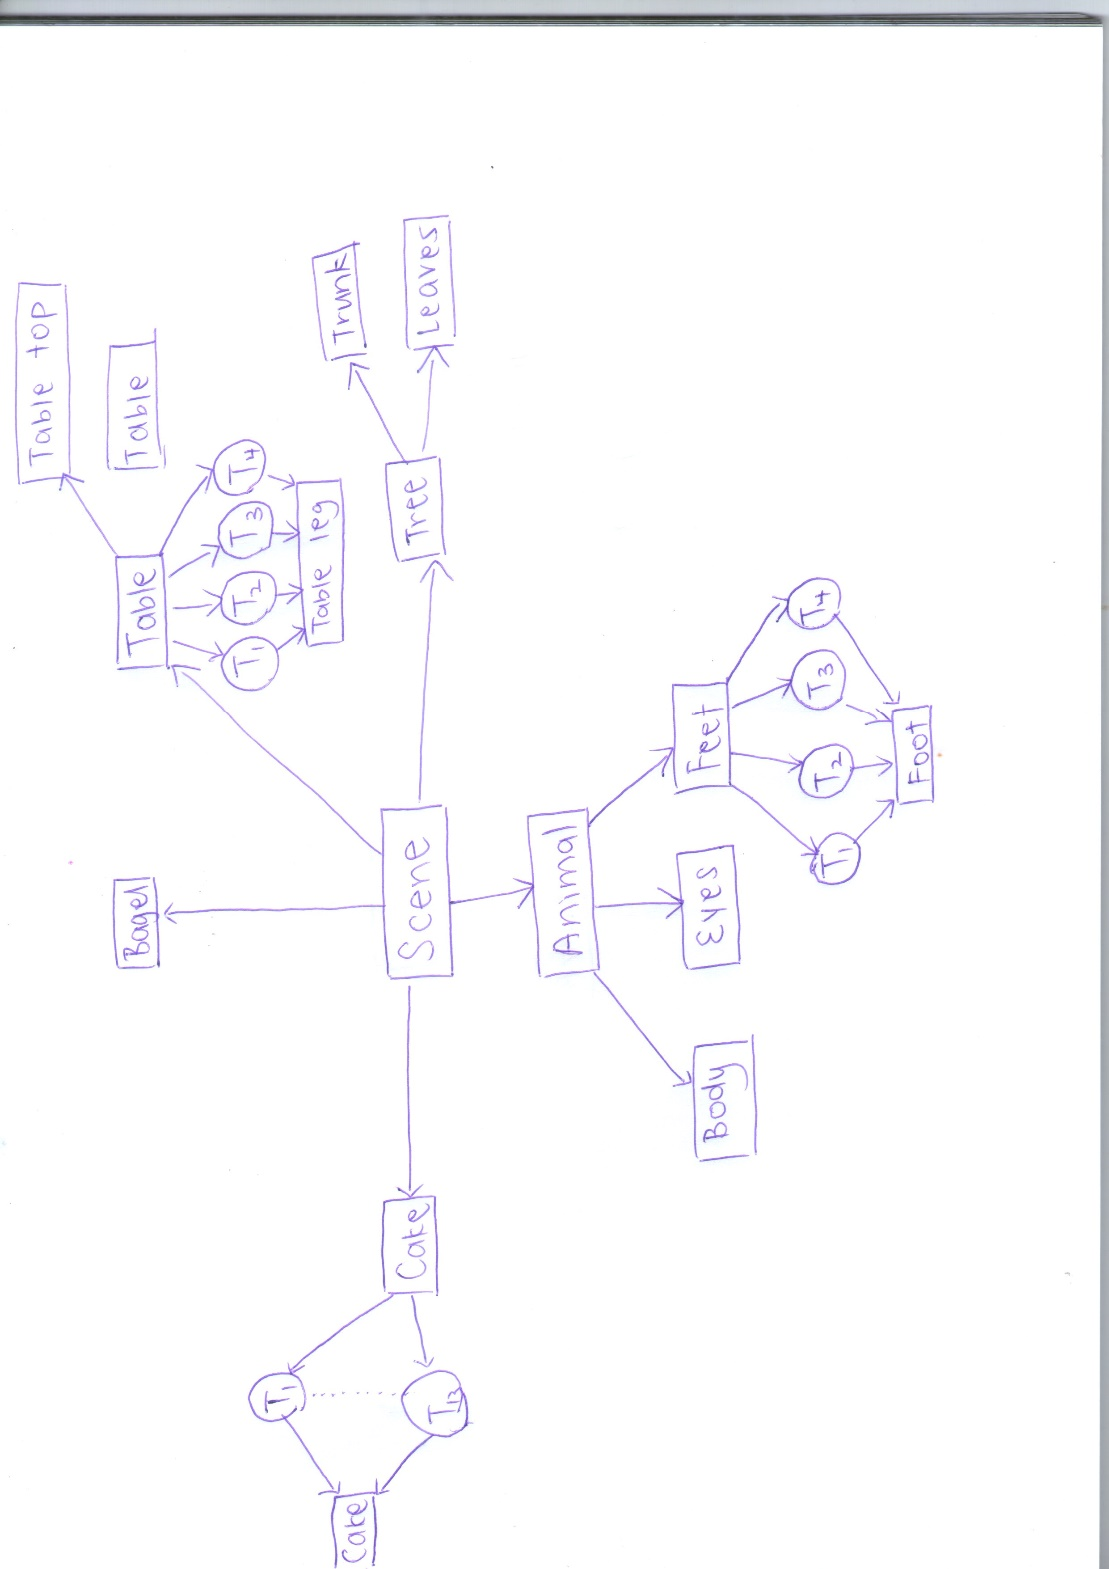 Table top
Bagel
Table
Table
T1 T2 T3 T4
T1
Table leg
Trunk
Cake
Cake
Scene
Tree
Leaves
T13
Animal
Body
Eyes
Feet
T1 T2 T3 T4
Foot